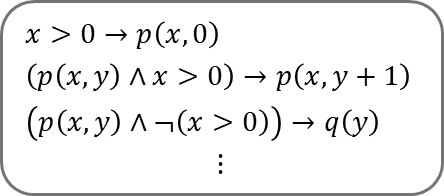 x > 0 → p(x, 0)
(p(x, y) ∧ x > 0) → p(x, y + 1)
(p(x, y) ∧ ¬(x > 0)) → q(y)
⋮